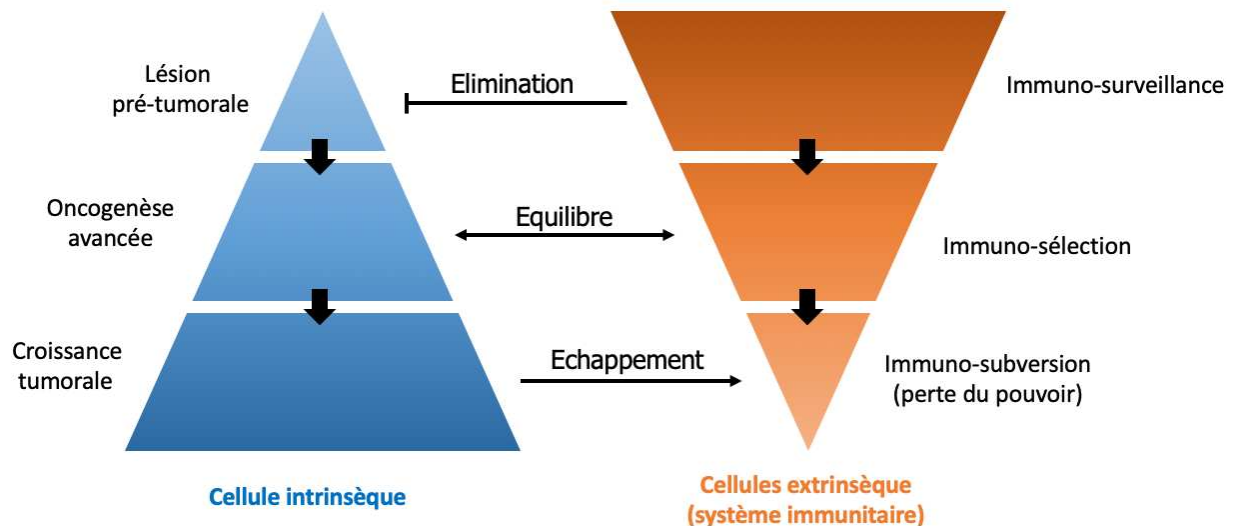 Lésion
pré-tumorale
Elimination
Immuno-surveillance
Oncogenèse
avancée
Equilibre
Immuno-sélection
Croissance
tumorale
Echappement
Immuno-subversion
(perte du pouvoir)
Cellule intrinsèque
Cellules extrinsèque
(système immunitaire)